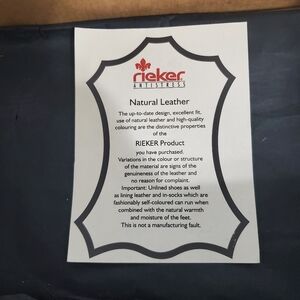 rieker
ANTISTRESS
Natural Leather
The up-to-date design, excellent fit,
use of natural leather and high-quality
colouring are the distinctive properties
of the
RIEKER Product
you have purchased.
Variations in the colour or structure
of the material are signs of the
genuineness of the leather and
no reason for complaint.
Important: Unlined shoes as well
as lining leather and in-socks which are
fashionably self-coloured can run when
combined with the natural warmth
and moisture of the feet.
This is not a manufacturing fault.